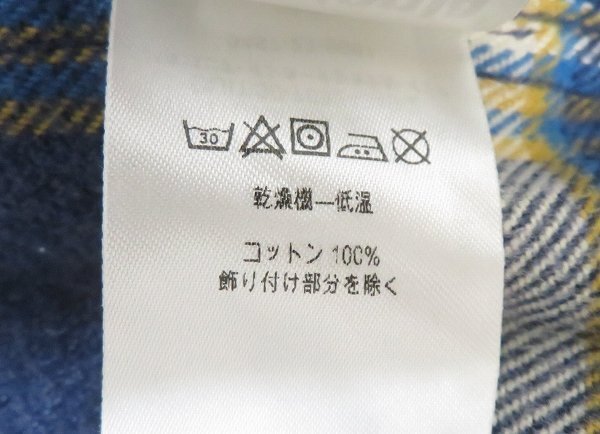 30
乾燥機—低温
コットン 100%
飾り付け部分を除く